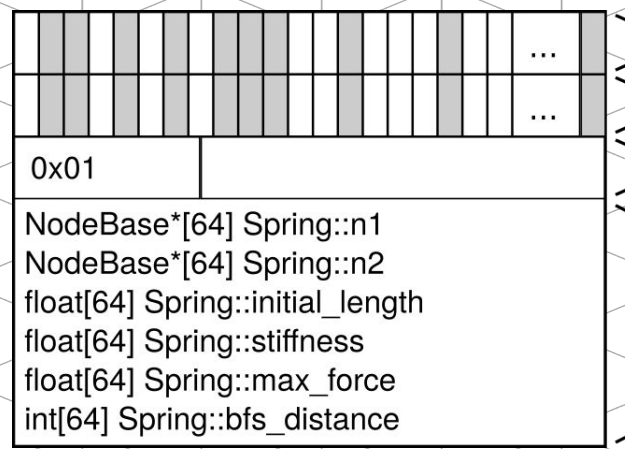 ...
...
0x01
NodeBase*[64] Spring::n1
NodeBase*[64] Spring::n2
float[64] Spring::initial_length
float[64] Spring::stiffness
float[64] Spring::max_force
int[64] Spring::bfs_distance